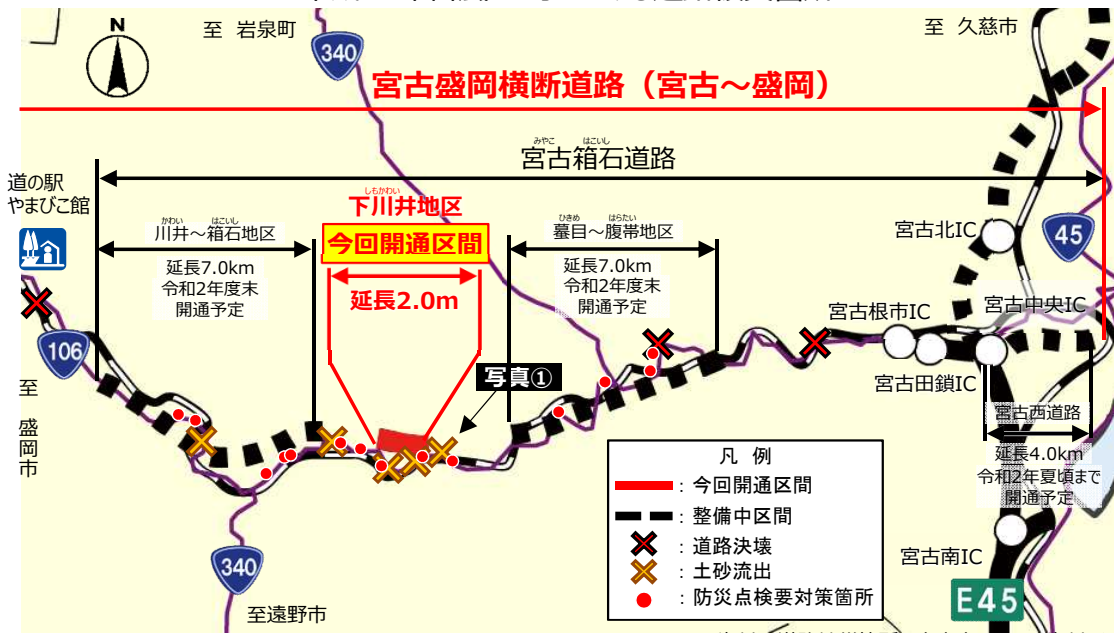 N
至 岩泉町
340
至 久慈市
宮古盛岡横断道路（宮古～盛岡）
みやこ はこいし
宮古箱石道路
道の駅
やまびこ館
しもかわい
下川井地区
今回開通区間
延長2.0m
かわい はこいし
川井～箱石地区
延長7.0km
令和2年度末
開通予定
ひきめ はらたい
蟇目～腹帯地区
延長7.0km
令和2年度末
開通予定
宮古北IC
45
宮古根市IC
宮古中央IC
宮古田鎖IC
106
至 盛岡市
写真①
宮古西道路
延長4.0km
令和2年夏頃まで
開通予定
凡 例
：今回開通区間
：整備中区間
：道路決壊
：土砂流出
：防災点検要対策箇所
宮古南IC
E45
340
至遠野市